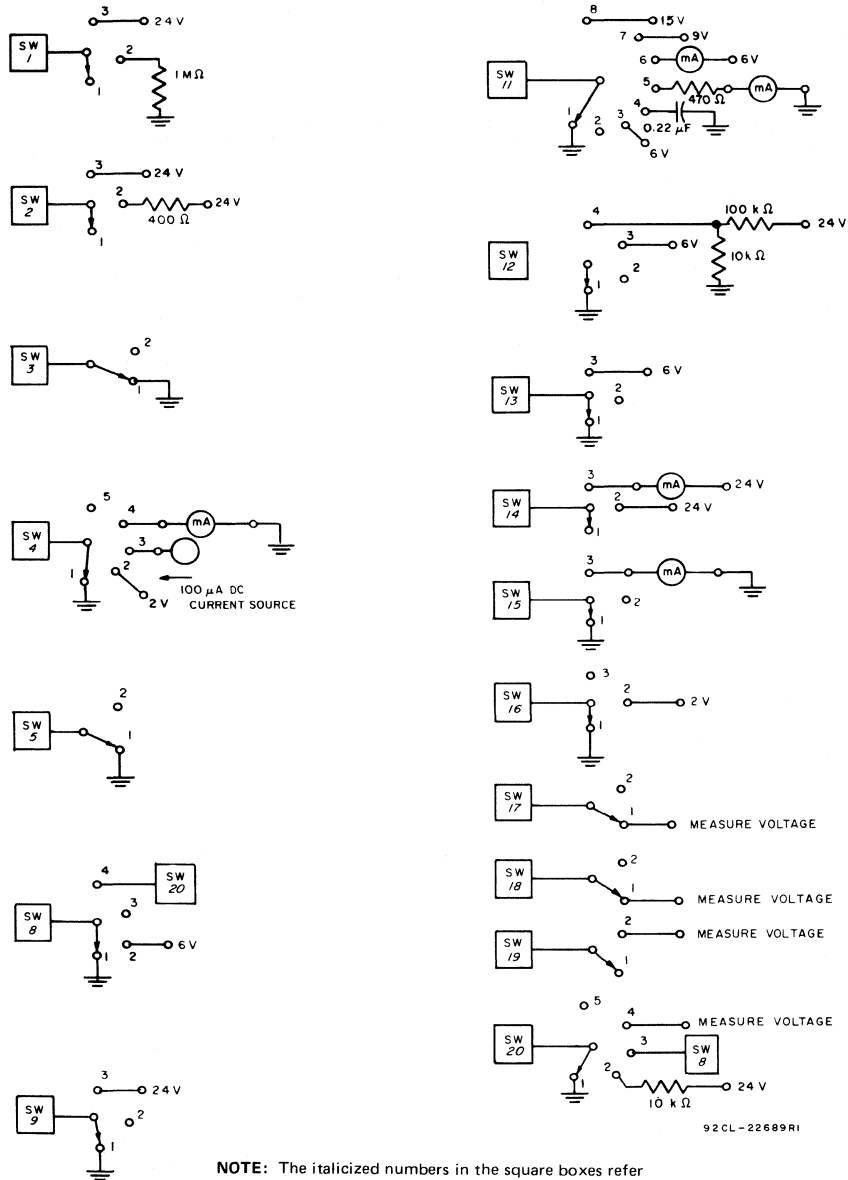 3
24 V
SW
1
2
1 MΩ
1
3
24 V
SW
2
2
24 V
400 Ω
1
2
SW
3
1
5
4
mA
SW
4
3
2
1
100 μA DC
CURRENT SOURCE
2 V
2
SW
5
1
4
SW
20
3
SW
8
6V
1
2
3
24 V
SW
9
2
1
8
15 V
7
9V
6
mA
6 V
SW
11
5
mA
470 Ω
4
1
2
3
0.22 μF
6 V
4
100 kΩ
24 V
3
6V
10k Ω
SW
12
2
1
3
6 V
SW
13
2
1
3
mA
24 V
SW
14
2
24 V
1
3
mA
SW
15
2
1
3
SW
16
2
2 V
1
2
SW
17
1
MEASURE VOLTAGE
2
SW
18
1
MEASURE VOLTAGE
2
MEASURE VOLTAGE
SW
19
1
5
4
MEASURE VOLTAGE
SW
20
3
SW
8
1
2
24 V
10 k Ω
92CL-22689R1
NOTE: The italicized numbers in the square boxes refer